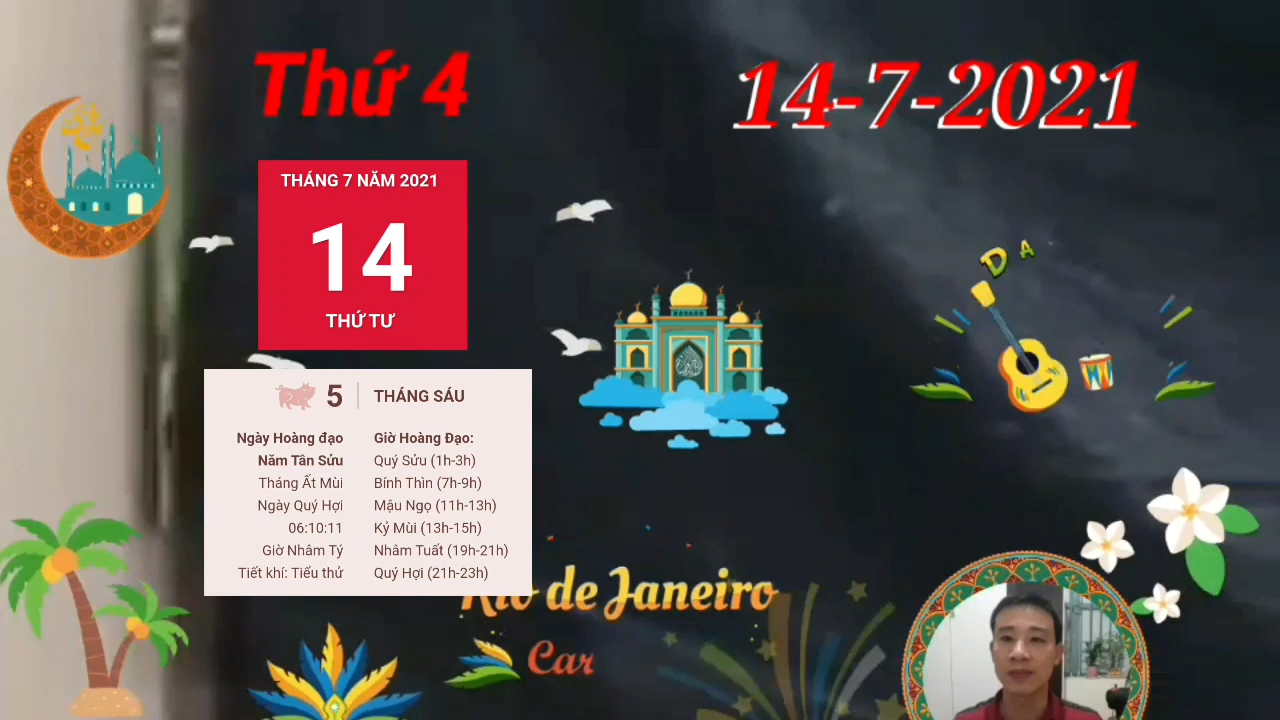 Thứ 4
14-7-2021
THÁNG 7 NĂM 2021
14
THỨ TƯ
5 THÁNG SÁU
Ngày Hoàng đạo
Năm Tân Sửu
Tháng Ất Mùi
Ngày Quý Hợi
06:10:11
Giờ Nhâm Tý
Tiết khí: Tiểu thử
Giờ Hoàng Đạo:
Quý Sửu (1h-3h)
Bính Thìn (7h-9h)
Mậu Ngọ (11h-13h)
Kỷ Mùi (13h-15h)
Nhâm Tuất (19h-21h)
Quý Hợi (21h-23h)
D A
Rio de Janeiro
Car